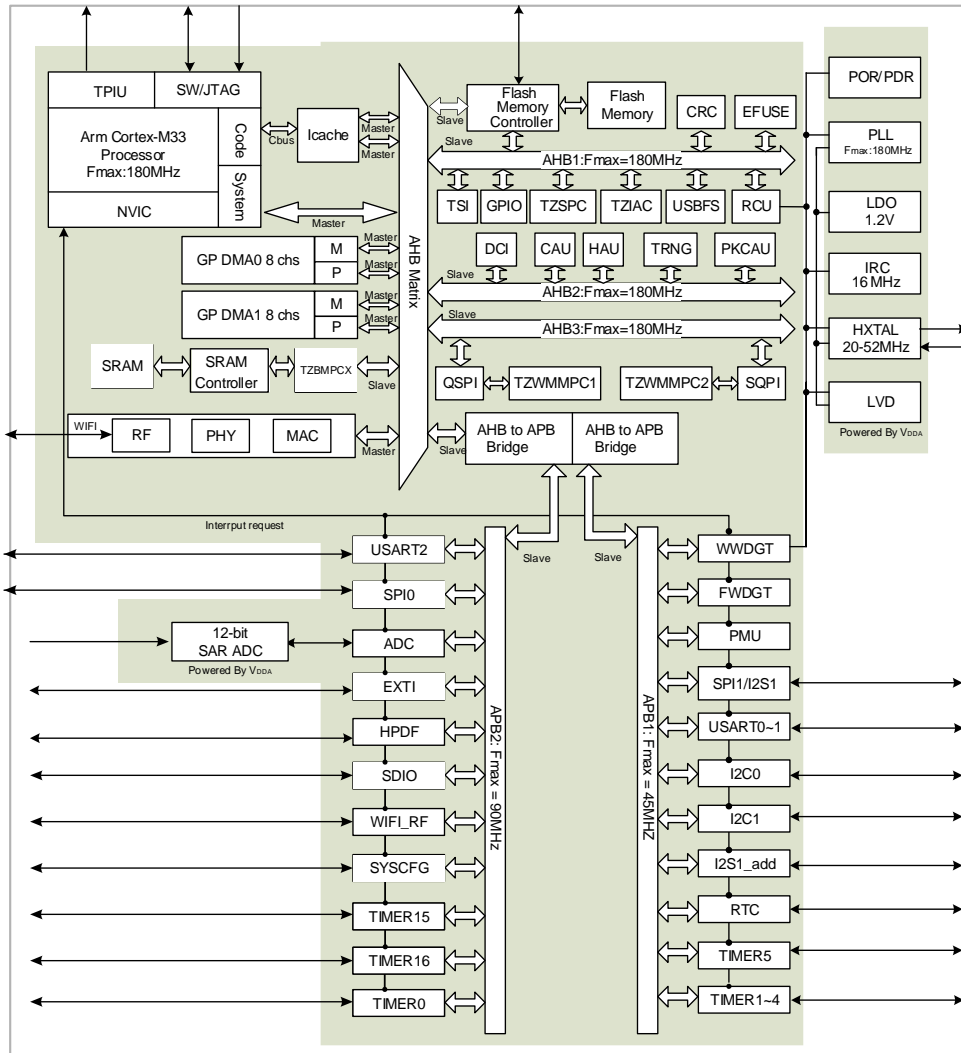 TPIU
SW/JTAG
Arm Cortex-M33
Processor
Fmax:180MHz
NVIC
Code
System
Cbus
Icache
Master
Master
Master
AHB Matrix
Slave
Flash
Memory
Controller
Flash
Memory
CRC
EFUSE
Slave
AHB1:Fmax=180MHz
TSI
GPIO
TZSPC
TZIAC
USBFS
RCU
DCI
CAU
HAU
TRNG
PKCAU
Slave
AHB2:Fmax=180MHz
Slave
AHB3:Fmax=180MHz
QSPI
TZWMMPC1
TZWMMPC2
SQPI
GP DMA0 8 chs
M
P
Master
Master
GP DMA1 8 chs
M
P
Master
Master
SRAM
SRAM
Controller
TZBMPCX
Slave
WIFI
RF
PHY
MAC
Master
Slave
AHB to APB
Bridge
AHB to APB
Bridge
POR/PDR
PLL
Fmax:180MHz
LDO
1.2V
IRC
16MHz
HXTAL
20-52MHz
LVD
Powered By VDDA
Interrput request
Slave
Slave
USART2
SPI0
12-bit
SAR ADC
Powered By VDDA
ADC
EXTI
HPDF
SDIO
WIFI_RF
SYSCFG
TIMER15
TIMER16
TIMER0
APB2: Fmax = 90MHz
APB1: Fmax = 45MHZ
WWDGT
FWDGT
PMU
SPI1/I2S1
USART0~1
I2C0
I2C1
I2S1_add
RTC
TIMER5
TIMER1~4